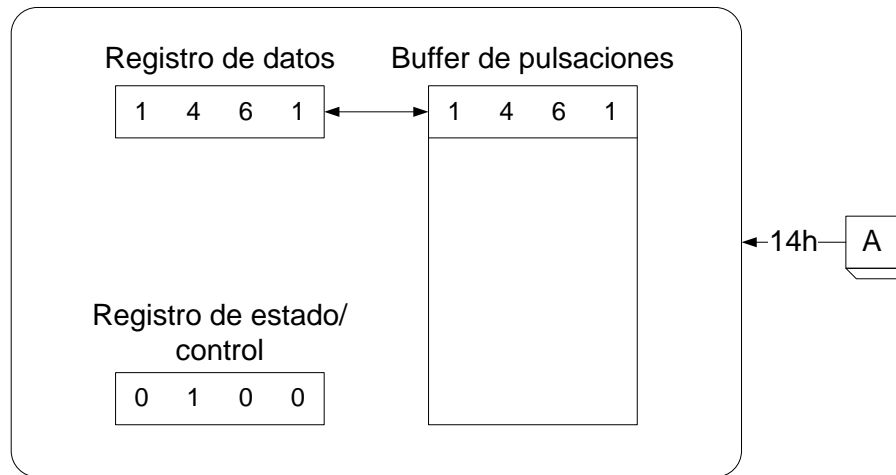 Registro de datos
Buffer de pulsaciones
1 4 6 1
1 4 6 1
14h
A
Registro de estado/
control
0 1 0 0